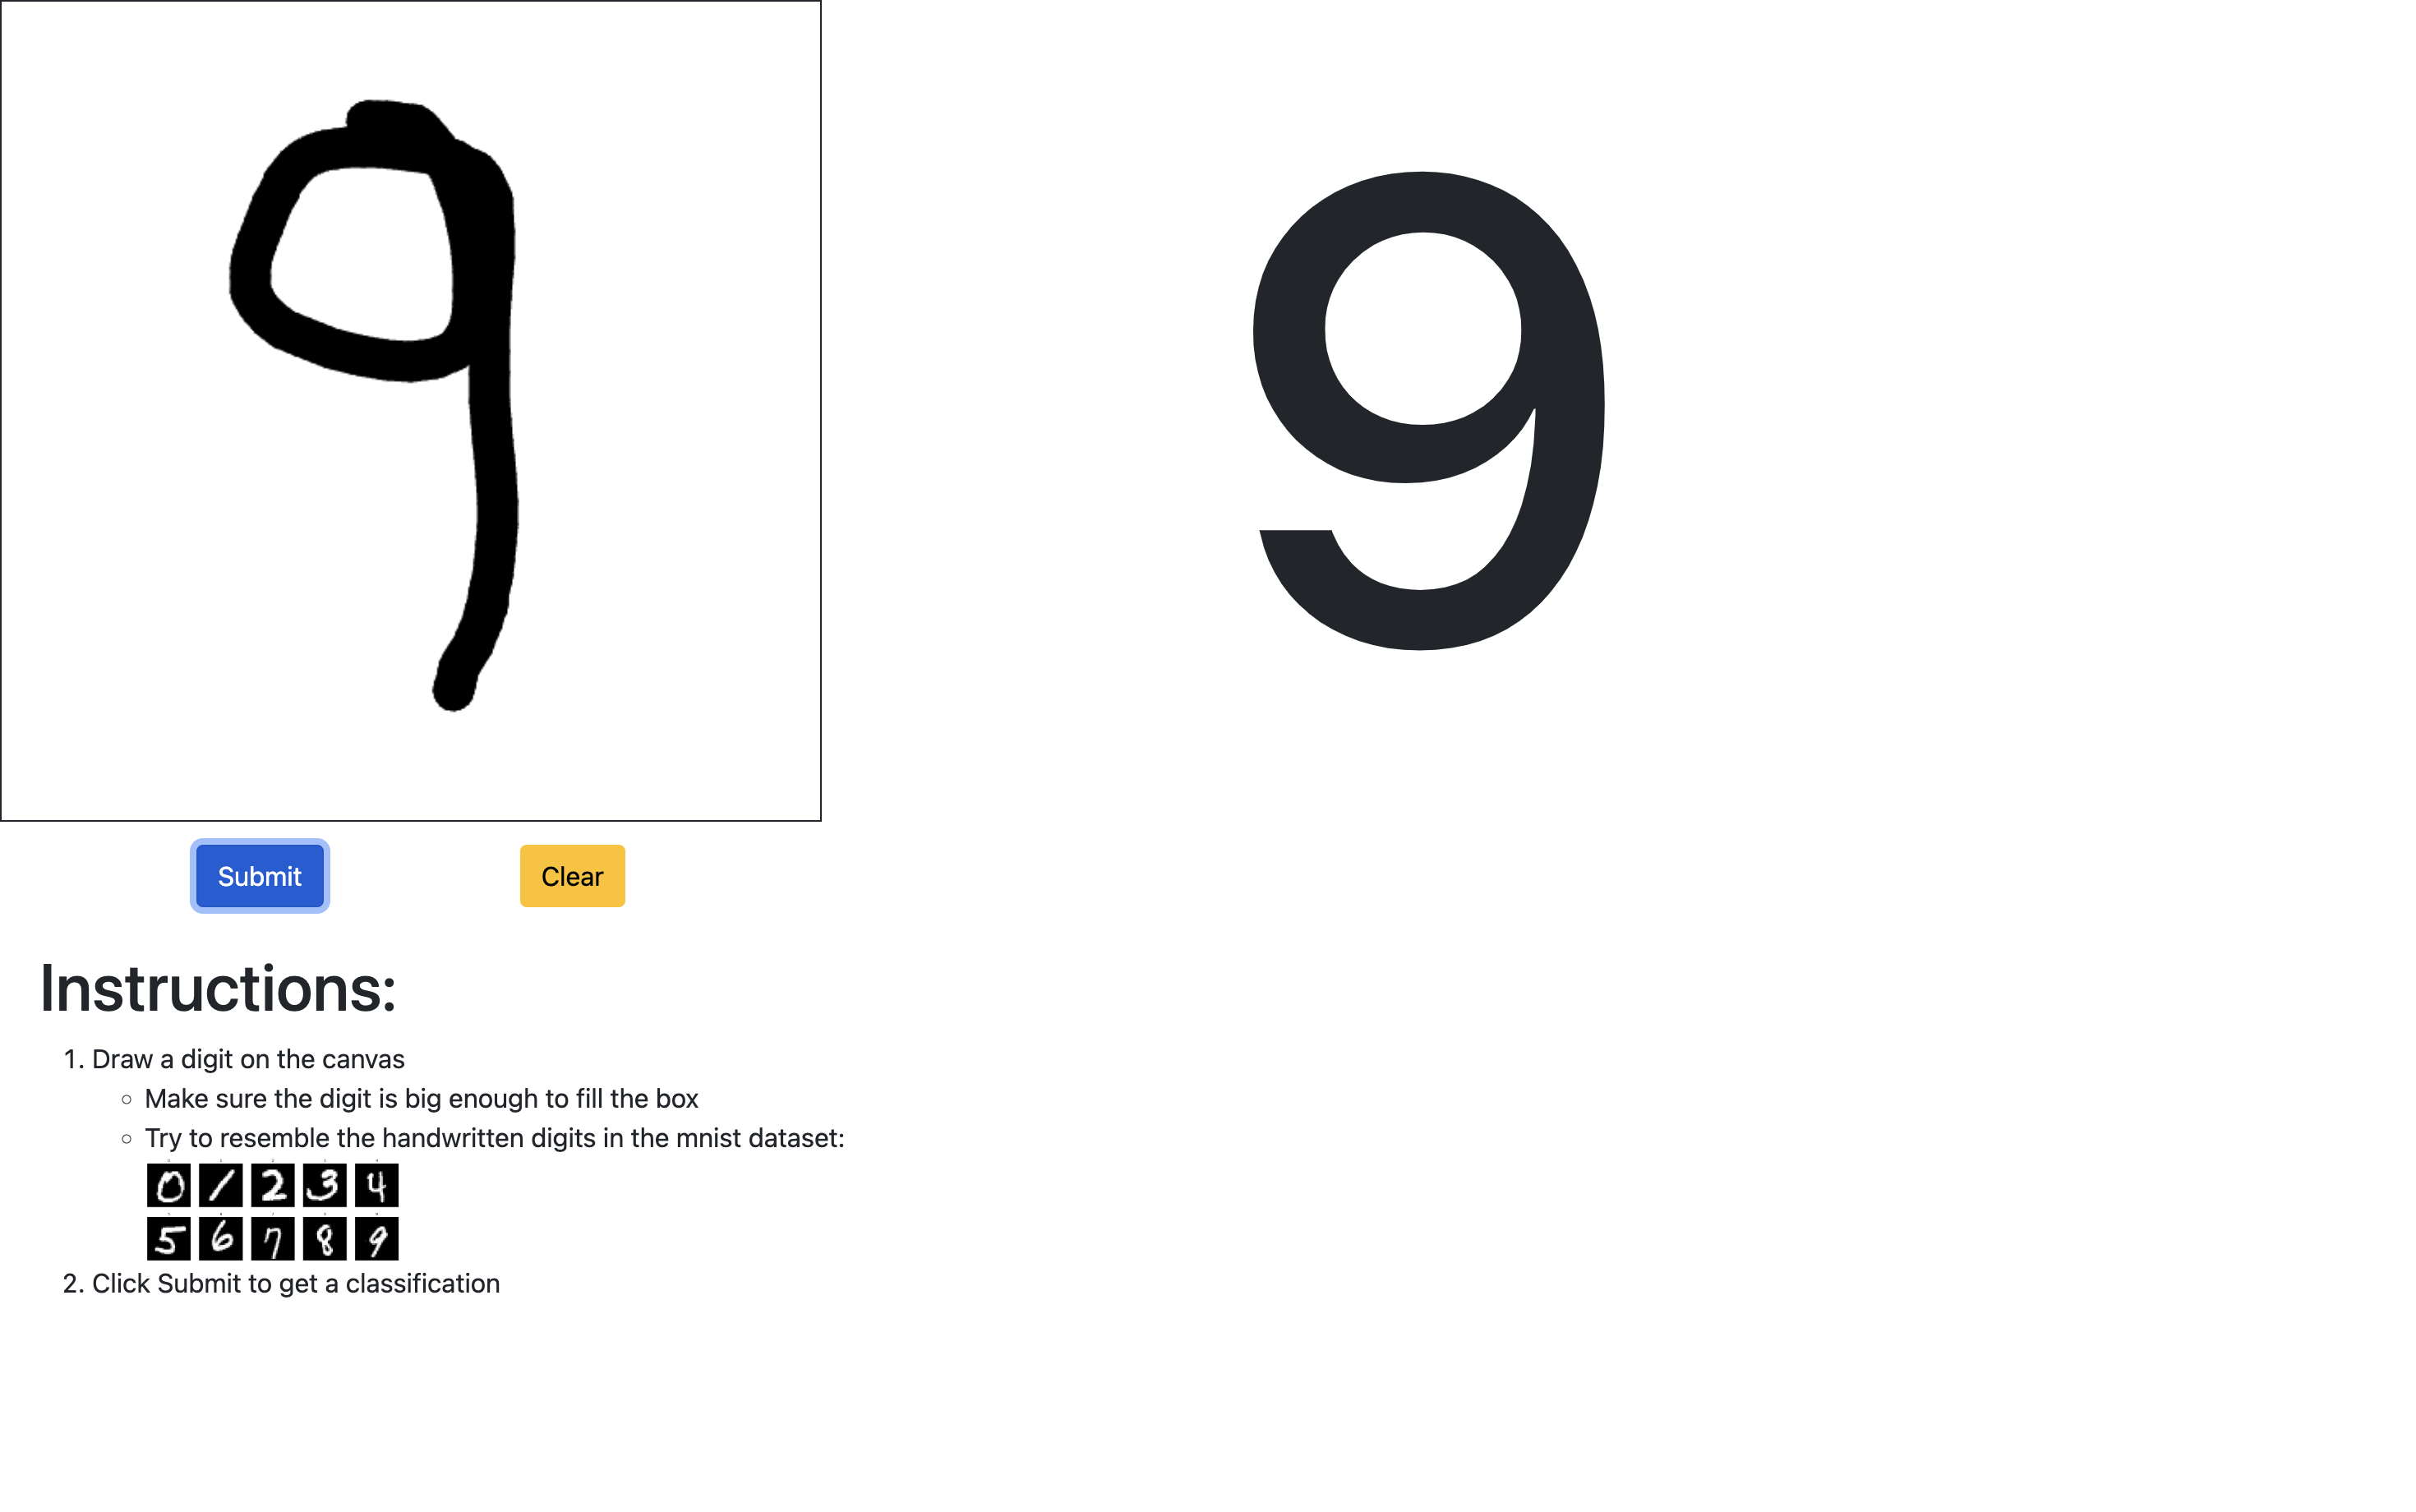 9
9
Submit Clear
Instructions:
1. Draw a digit on the canvas
◦ Make sure the digit is big enough to fill the box
◦ Try to resemble the handwritten digits in the mnist dataset:
0 1 2 3 4
5 6 7 8 9
2. Click Submit to get a classification